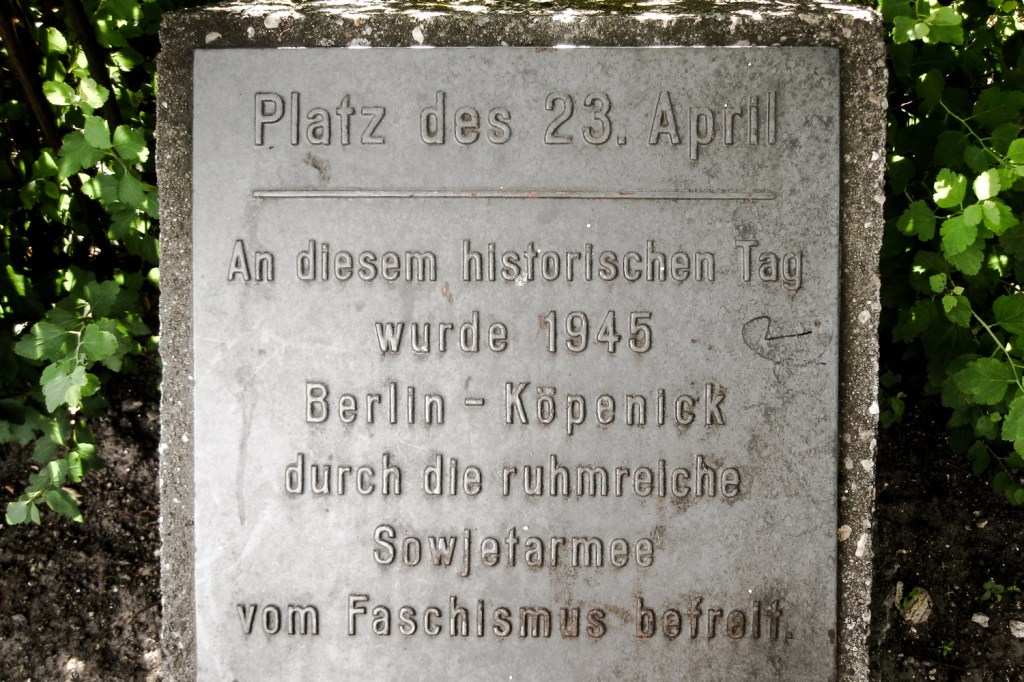 Platz des 23. April
An diesem historischen Tag
wurde 1945
Berlin - Köpenick
durch die ruhmreiche
Sowjetarmee
vom Faschismus befreit.